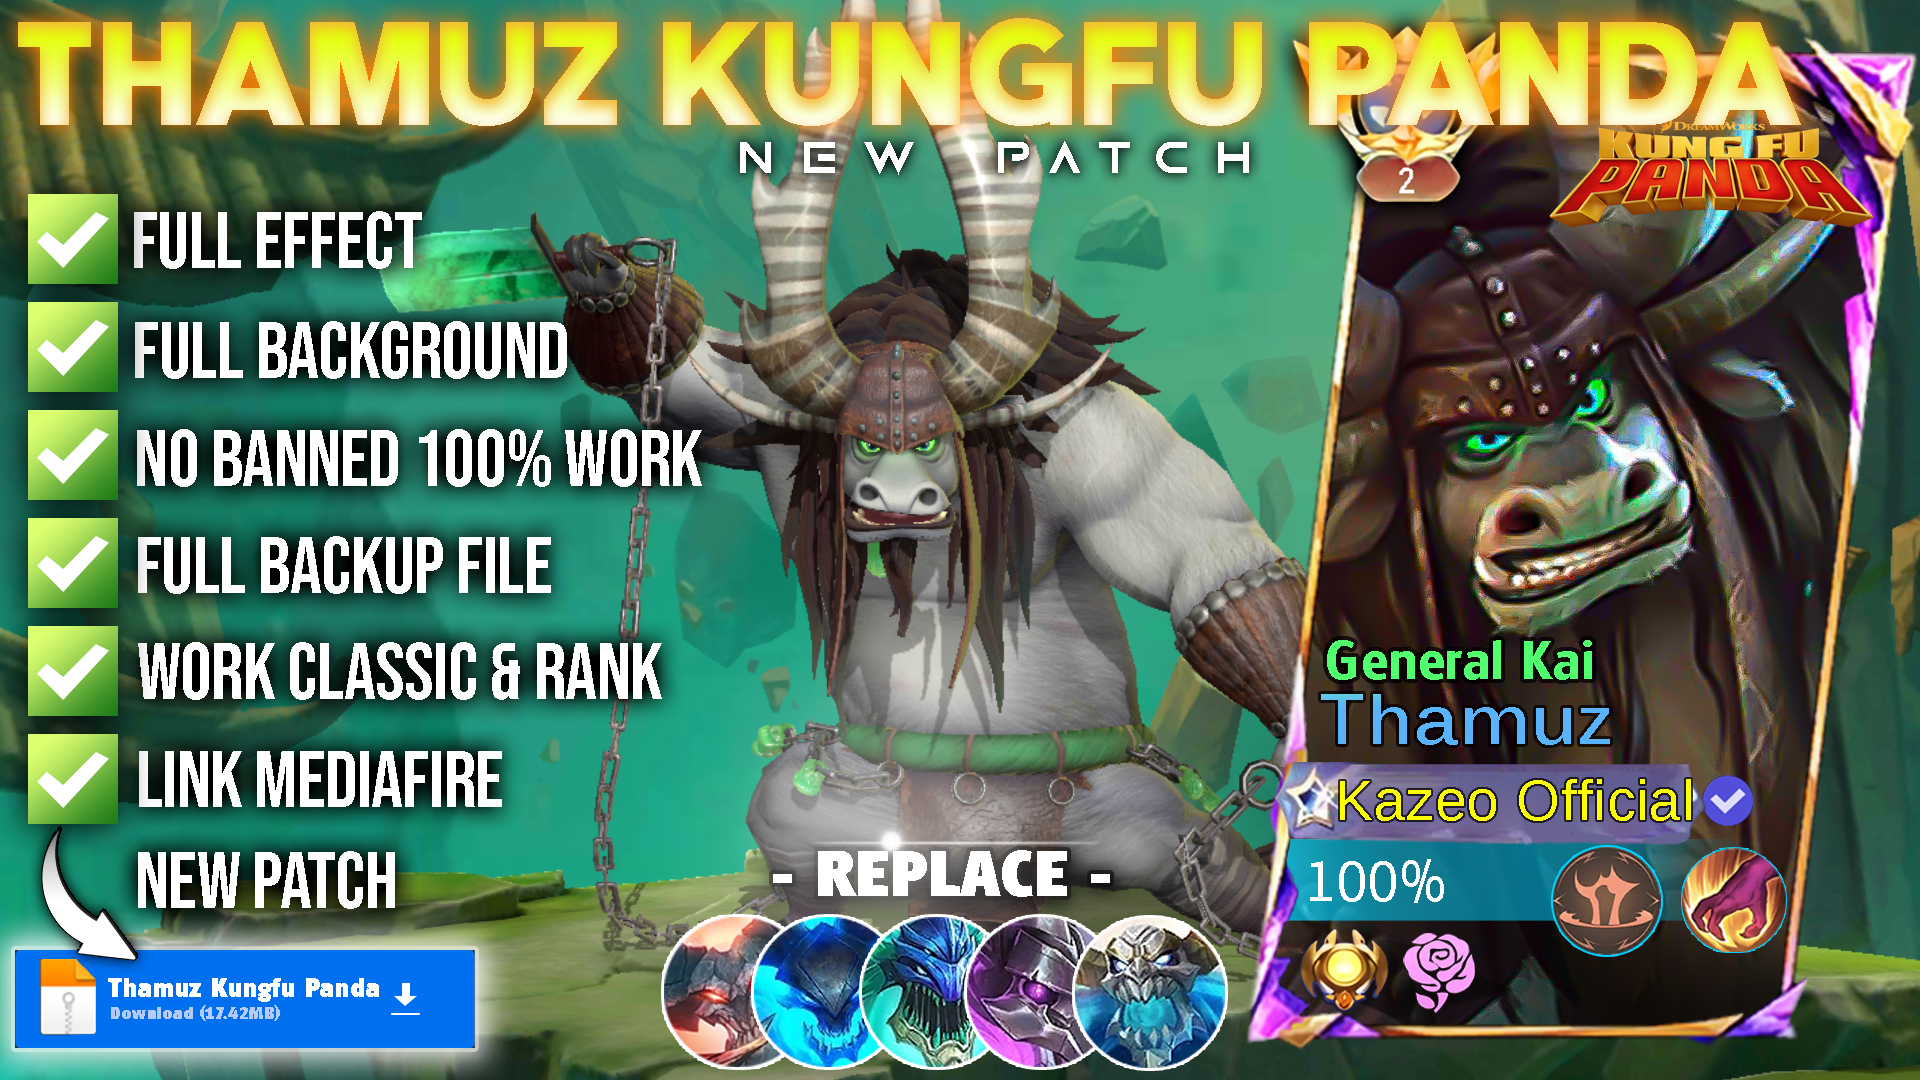 THAMUZ KUNGFU PANDA
NEW PATCH
DREAMWORKS
KUNG FU
PANDA
2
FULL EFFECT
FULL BACKGROUND
NO BANNED 100% WORK
FULL BACKUP FILE
WORK CLASSIC & RANK
LINK MEDIAFIRE
NEW PATCH
Thamuz Kungfu Panda
Download (17.42MB)
- REPLACE -
General Kai
Thamuz
Kazeo Official
100%